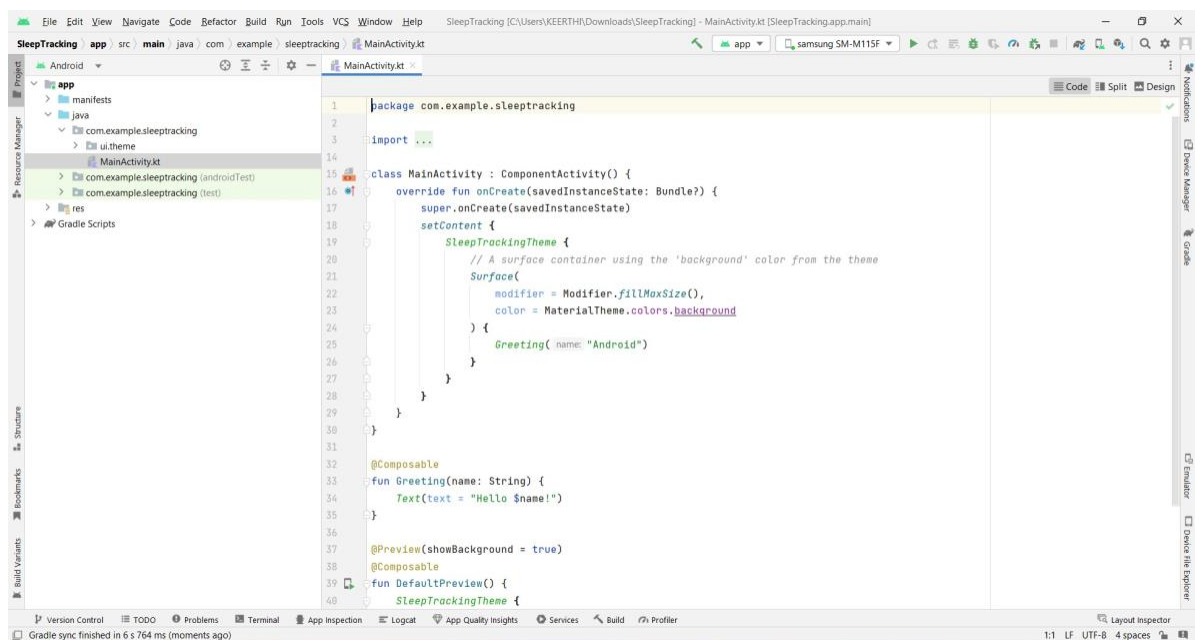 File Edit View Navigate Code Refactor Build Run Tools VCS Window Help SleepTracking [C:\Users\KEERTHI\Downloads\SleepTracking] - MainActivity.kt [SleepTracking.app.main]
SleepTracking app src main java com example sleeptracking MainActivity.kt app samsung SM-M115F
Project
Resource Manager
Structure
Bookmarks
Build Variants
Android
app
manifests
java
com.example.sleeptracking
ui.theme
MainActivity.kt
com.example.sleeptracking (androidTest)
com.example.sleeptracking (test)
res
Gradle Scripts
MainActivity.kt
Code Split Design
1 package com.example.sleeptracking
2
3 import ...
14
15 class MainActivity : ComponentActivity() {
16 override fun onCreate(savedInstanceState: Bundle?) {
17 super.onCreate(savedInstanceState)
18 setContent {
19 SleepTrackingTheme {
20 // A surface container using the 'background' color from the theme
21 Surface(
22 modifier = Modifier.fillMaxSize(),
23 color = MaterialTheme.colors.background
24 ) {
25 Greeting( name: "Android")
26 }
27 }
28 }
29 }
30 }
31
32 @Composable
33 fun Greeting(name: String) {
34 Text(text = "Hello $name!")
35 }
36
37 @Preview(showBackground = true)
38 @Composable
39 fun DefaultPreview() {
40 SleepTrackingTheme {
Notifications
Device Manager
Gradle
Emulator
Device File Explorer
Version Control TODO Problems Terminal App Inspection Logcat App Quality Insights Services Build Profiler Layout Inspector
Gradle sync finished in 6 s 764 ms (moments ago) 1:1 LF UTF-8 4 spaces